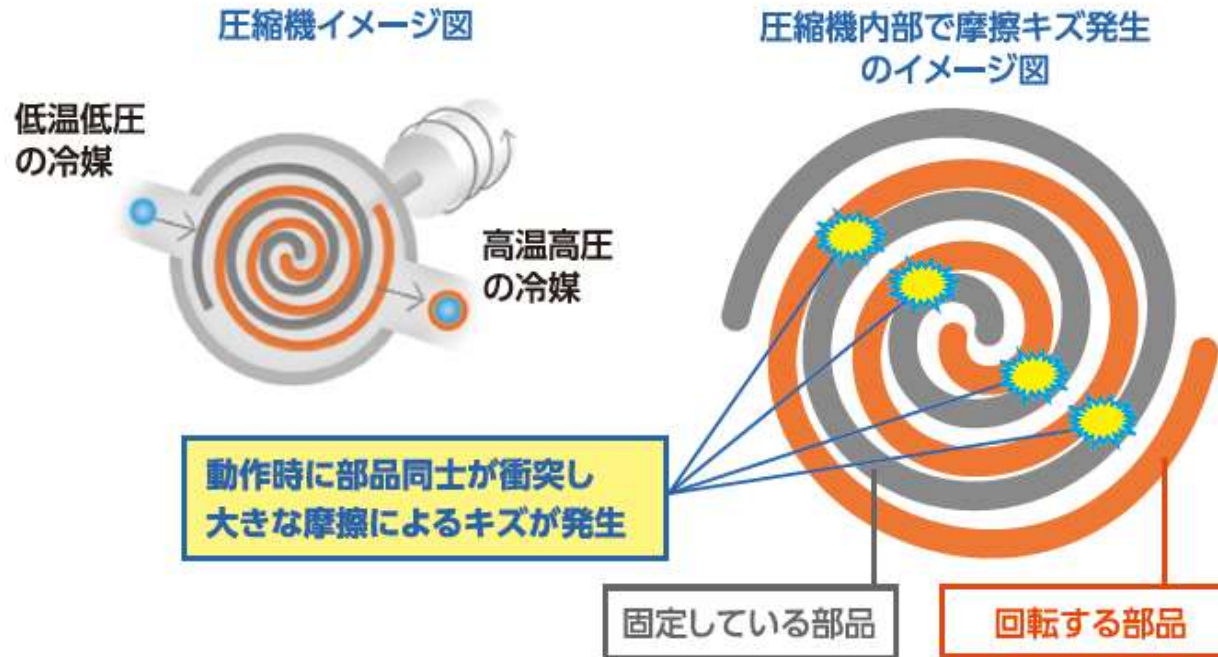 圧縮機イメージ図
低温低圧
の冷媒
高温高圧
の冷媒
圧縮機内部で摩擦キズ発生
のイメージ図
動作時に部品同士が衝突し
大きな摩擦によるキズが発生
固定している部品
回転する部品